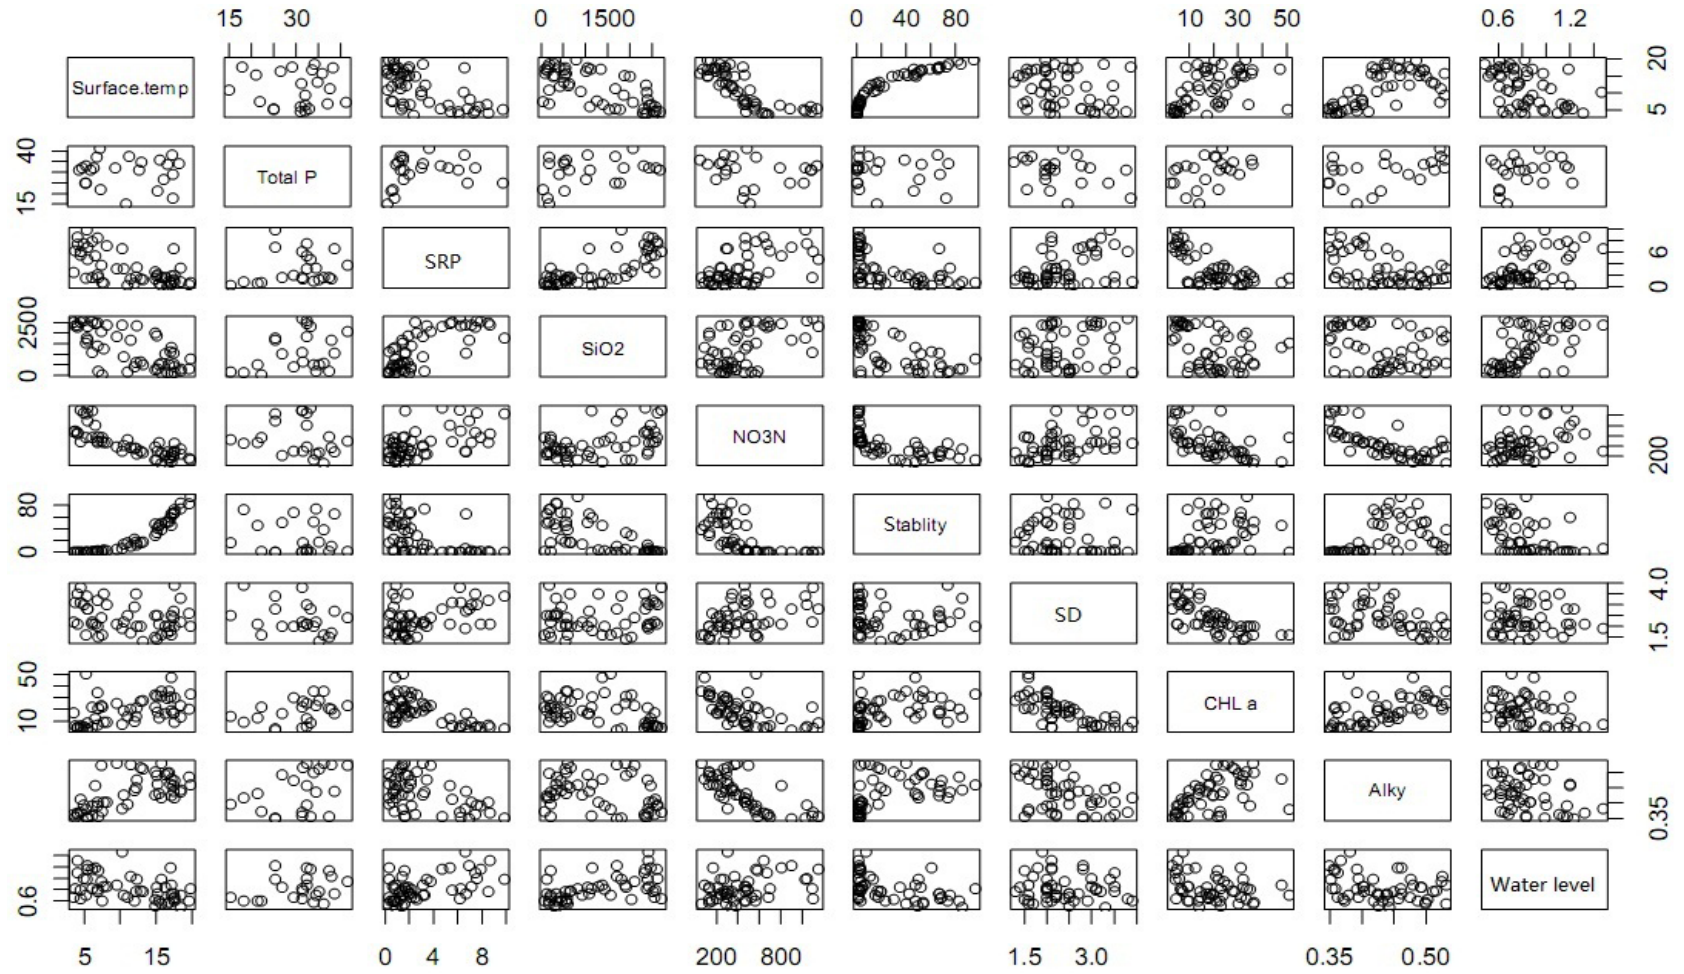 15 30 0 1500 0 40 80 10 30 50 0.6 1.2
Surface.temp 5 20
15 40 Total P
SRP 0 6
0 2500 SiO2
NO3N 200
0 80 Stablity
SD 1.5 4.0
10 50 CHL a
Alky 0.35
0.6 Water level
5 15 0 4 8 200 800 1.5 3.0 0.35 0.50